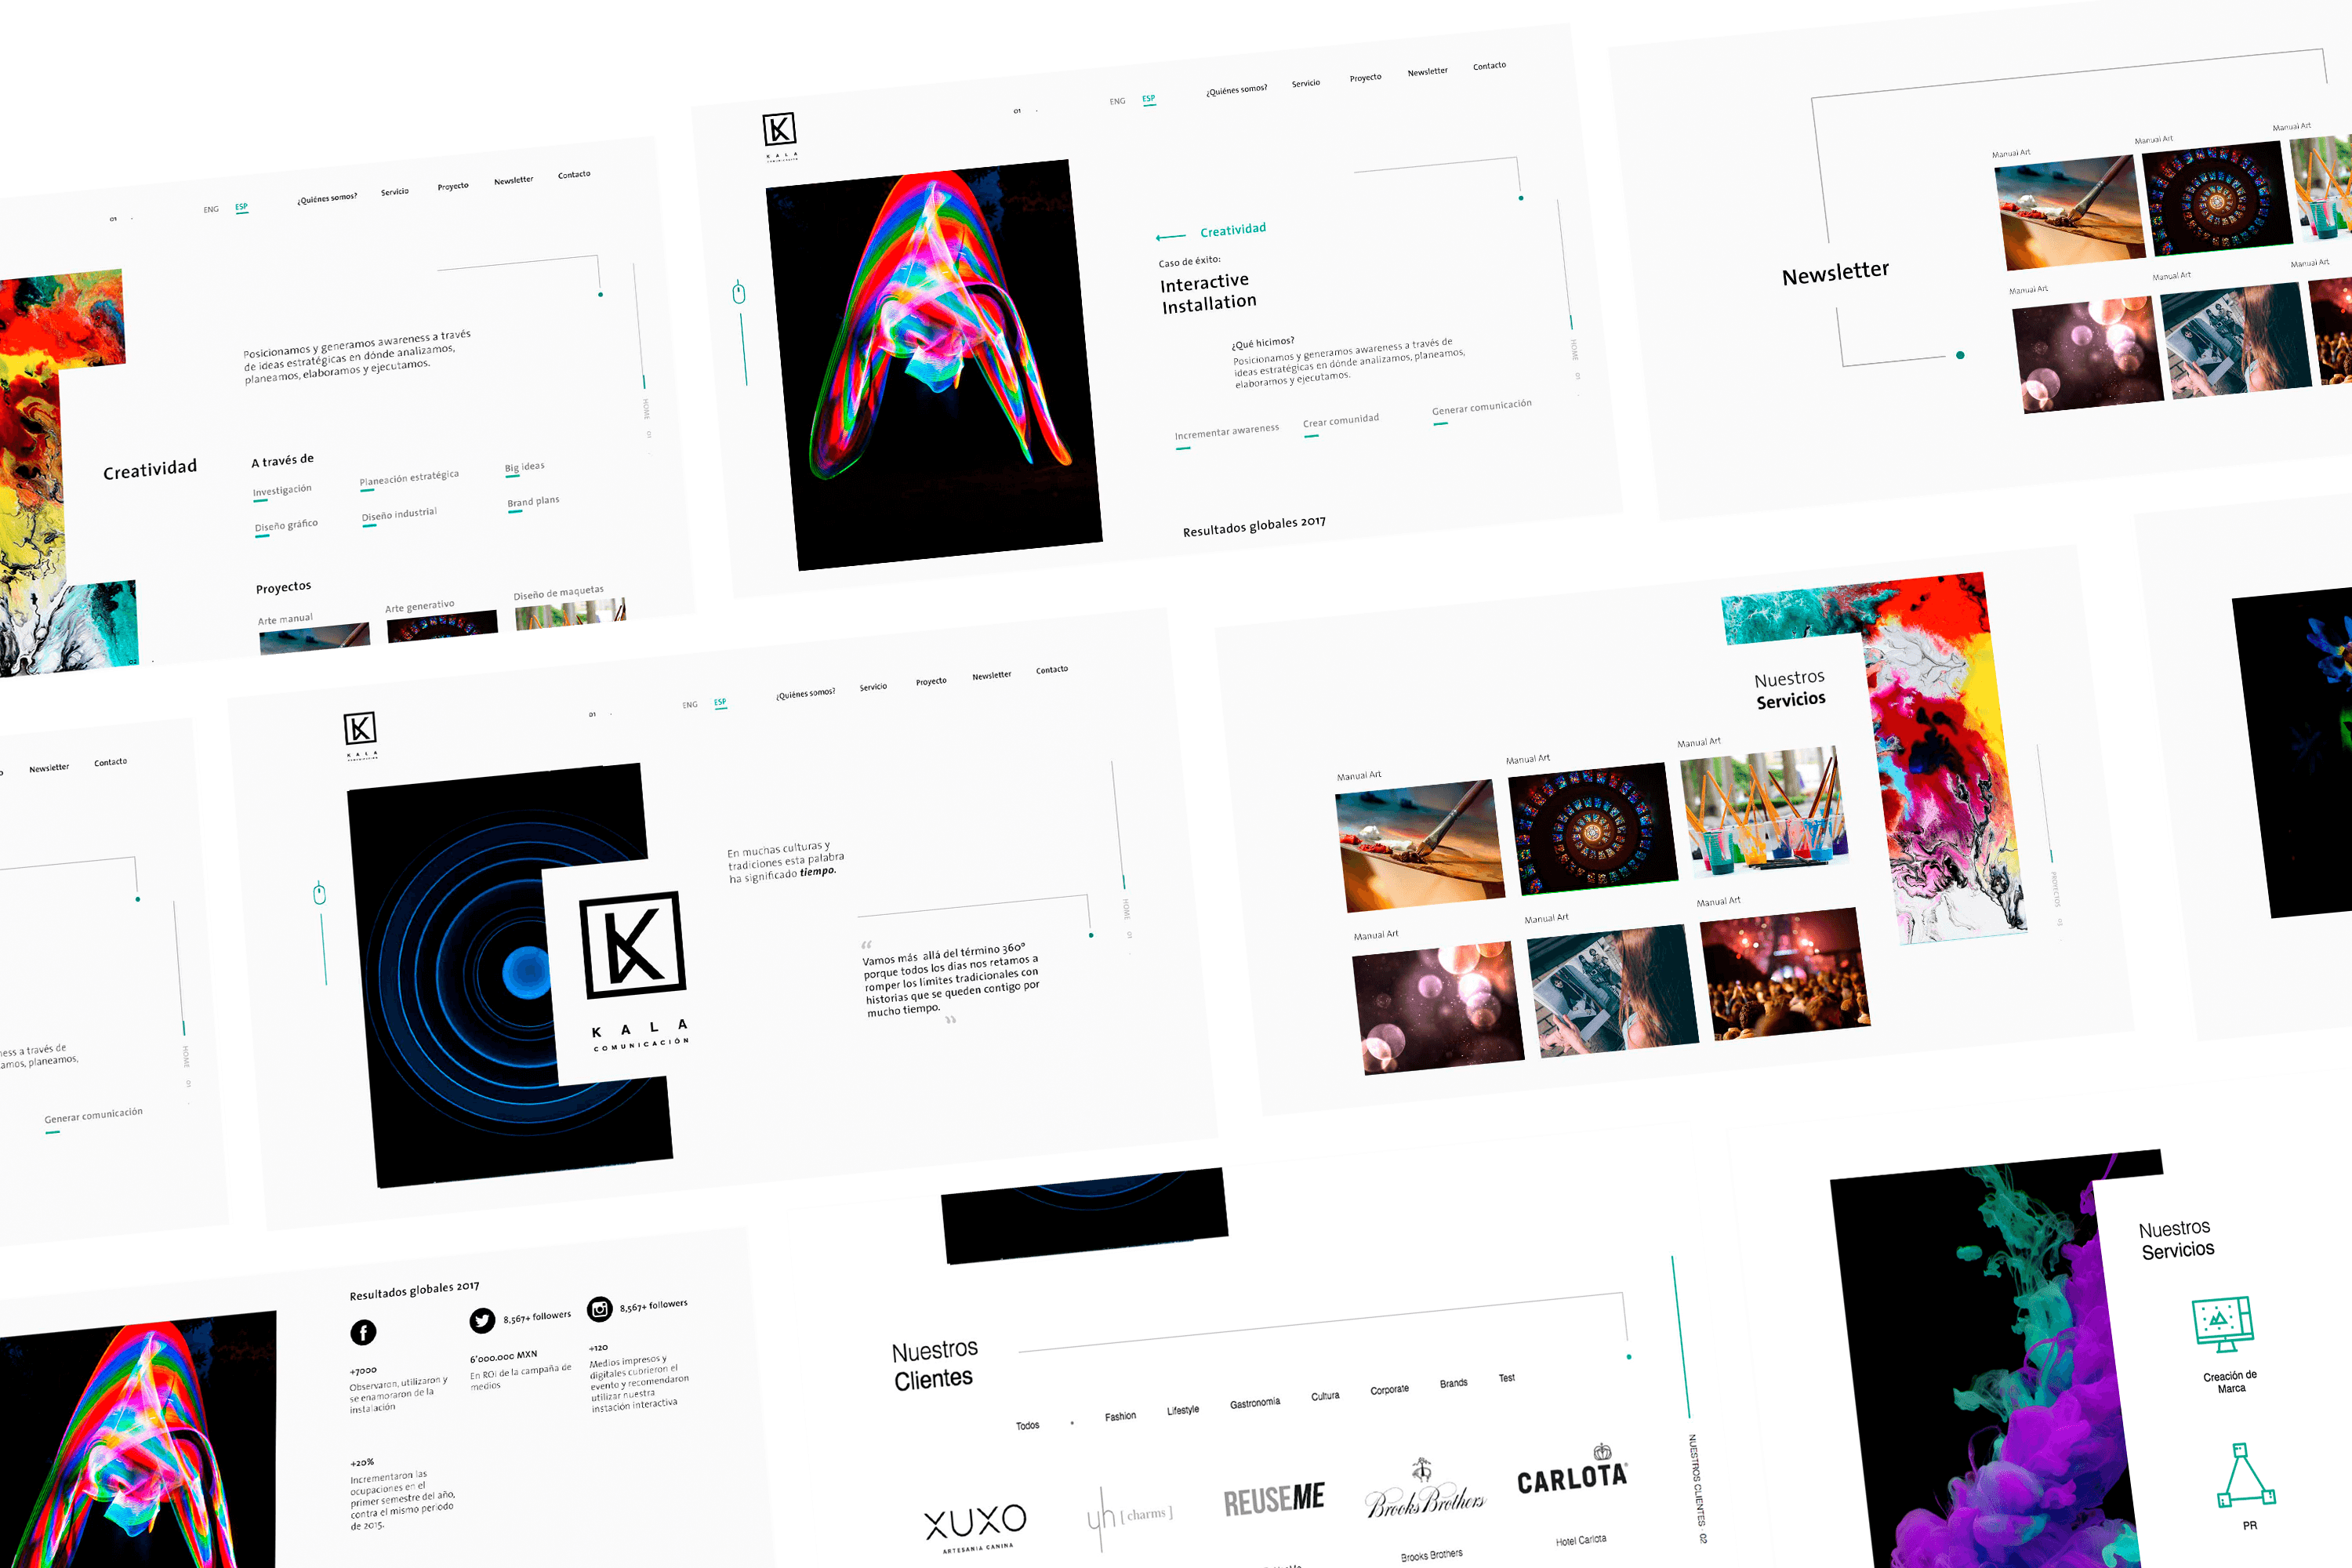 01
ENG
ESP
¿Quiénes somos?
Servicio
Proyecto
Newsletter
Contacto
Posicionamos y generamos awareness a través
de ideas estratégicas en dónde analizamos,
planeamos, elaboramos y ejecutamos.
Creatividad
A través de
Investigación
Planeación estratégica
Big ideas
Diseño gráfico
Diseño industrial
Brand plans
Proyectos
Arte manual
Arte generativo
Diseño de maquetas
HOME 01
02
K A L A
COMUNICACIÓN
01
ENG
ESP
¿Quiénes somos?
Servicio
Proyecto
Newsletter
Contacto
Creatividad
Caso de éxito:
Interactive
Installation
¿Qué hicimos?
Posicionamos y generamos awareness a través de
ideas estratégicas en dónde analizamos, planeamos,
elaboramos y ejecutamos.
Incrementar awareness
Crear comunidad
Generar comunicación
Resultados globales 2017
HOME 01
Newsletter
Manual Art
Manual Art
Manual Art
Manual Art
Manual Art
Manual Art
Newsletter
Contacto
a través de
planeamos,
Generar comunicación
HOME 01
K A L A
COMUNICACIÓN
01
ENG
ESP
¿Quiénes somos?
Servicio
Proyecto
Newsletter
Contacto
K A L A
COMUNICACIÓN
En muchas culturas y
tradiciones esta palabra
ha significado tiempo.
“
Vamos más allá del término 360°
porque todos los días nos retamos a
romper los limites tradicionales con
historias que se queden contigo por
mucho tiempo.
”
HOME 01
Nuestros
Servicios
Manual Art
Manual Art
Manual Art
Manual Art
Manual Art
Manual Art
PROYECTOS
Resultados globales 2017
8,567+ followers
8,567+ followers
+7000
Observaron, utilizaron y
se enamoraron de la
instalación
6'000.000 MXN
En ROI de la campaña de
medios
+120
Medios impresos y
digitales cubrieron el
evento y recomendaron
utilizar nuestra
instación interactiva
+20%
Incrementaron las
ocupaciones en el
primer semestre del año,
contra el mismo periodo
de 2015.
Nuestros
Clientes
Todos
Fashion
Lifestyle
Gastronomia
Cultura
Corporate
Brands
Test
XUXO
ARTESANÍA CANINA
yh [charms]
REUSEME
Brooks Brothers
CARLOTA
Brooks Brothers
Hotel Carlota
NUESTROS CLIENTES · 02
Nuestros
Servicios
Creación de
Marca
PR